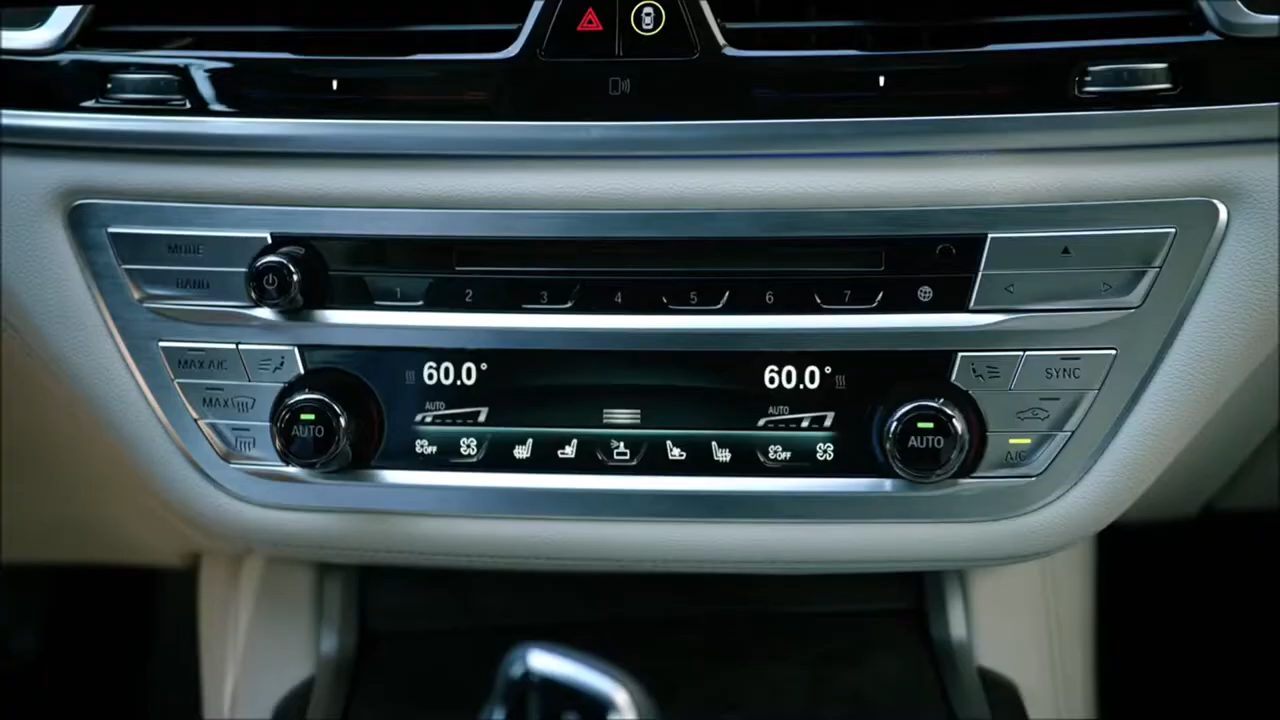 MODE
BAND
1 2 3 4 5 6 7
MAX A/C
60.0° 60.0°
SYNC
MAX
AUTO AUTO
AUTO AUTO
OFF OFF
A/C